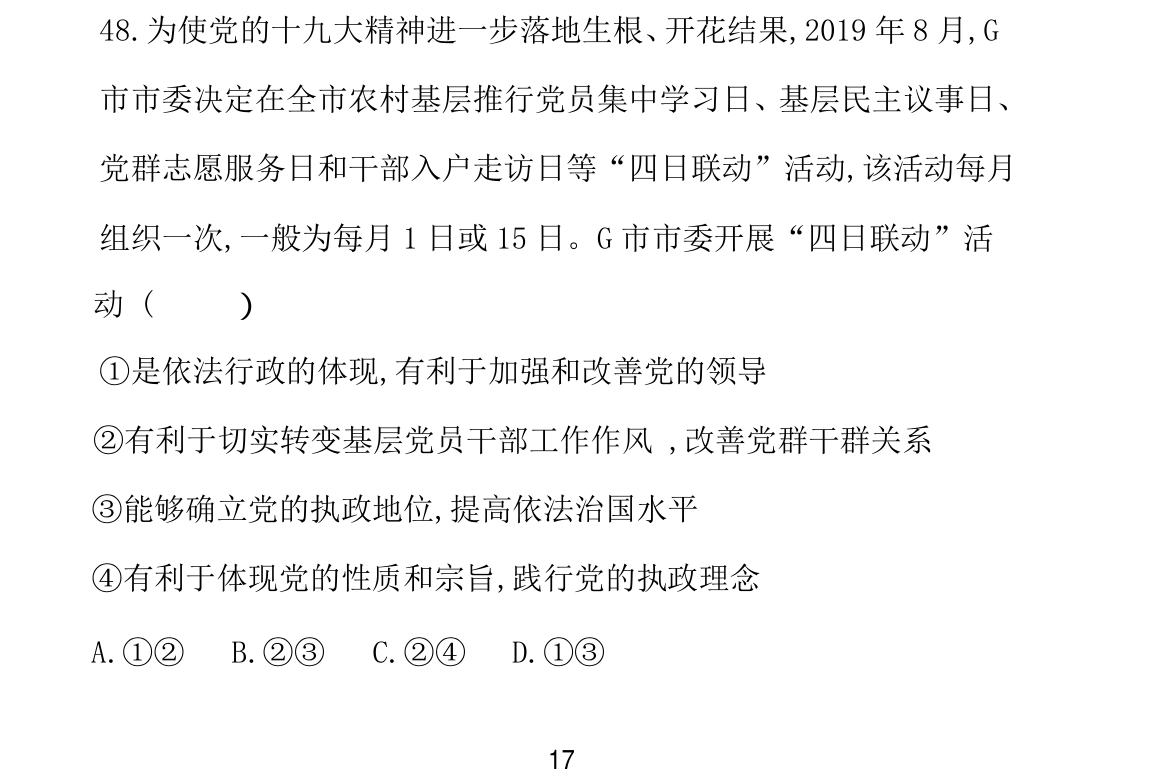 48.为使党的十九大精神进一步落地生根、开花结果,2019 年 8 月,G
市市委决定在全市农村基层推行党员集中学习日、基层民主议事日、
党群志愿服务日和干部入户走访日等“四日联动”活动,该活动每月
组织一次,一般为每月 1 日或 15 日。G 市市委开展“四日联动”活
动 (      )
①是依法行政的体现,有利于加强和改善党的领导
②有利于切实转变基层党员干部工作作风 ,改善党群干群关系
③能够确立党的执政地位,提高依法治国水平
④有利于体现党的性质和宗旨,践行党的执政理念
A.①②   B.②③   C.②④   D.①③
17